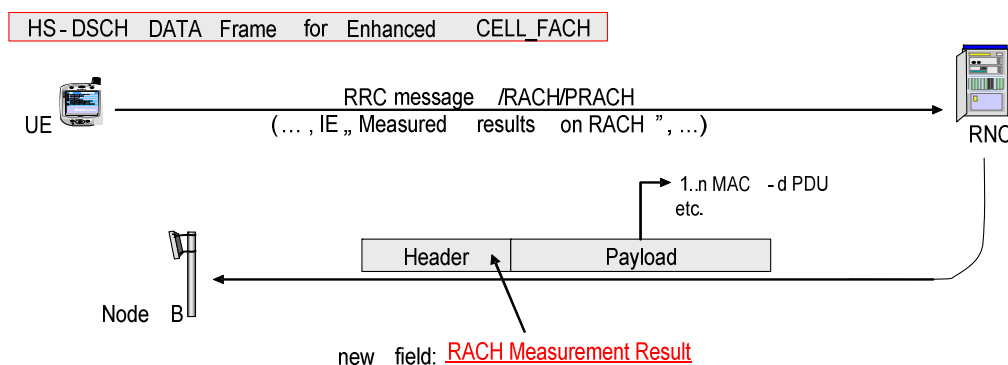 HS-DSCH DATA Frame for Enhanced CELL_FACH
RRC message /RACH/PRACH
UE
(... , IE „ Measured results on RACH ”, ...)
RNC
1..n MAC - d PDU
etc.
Header Payload
Node B
new field: RACH Measurement Result